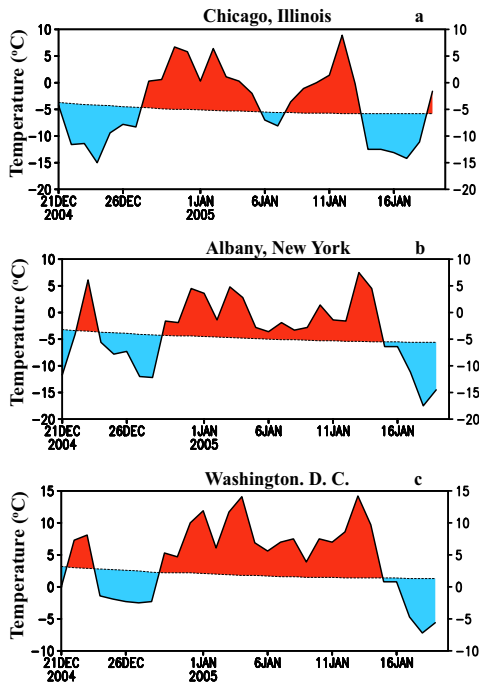 Chicago, Illinois a
Temperature (°C)
10 10
5 5
0 0
−5 −5
−10 −10
−15 −15
−20 −20
21DEC 26DEC 1JAN 6JAN 11JAN 16JAN
2004 2005
Albany, New York b
Temperature (°C)
10 10
5 5
0 0
−5 −5
−10 −10
−15 −15
−20 −20
21DEC 26DEC 1JAN 6JAN 11JAN 16JAN
2004 2005
Washington. D. C. c
Temperature (°C)
15 15
10 10
5 5
0 0
−5 −5
−10 −10
21DEC 26DEC 1JAN 6JAN 11JAN 16JAN
2004 2005